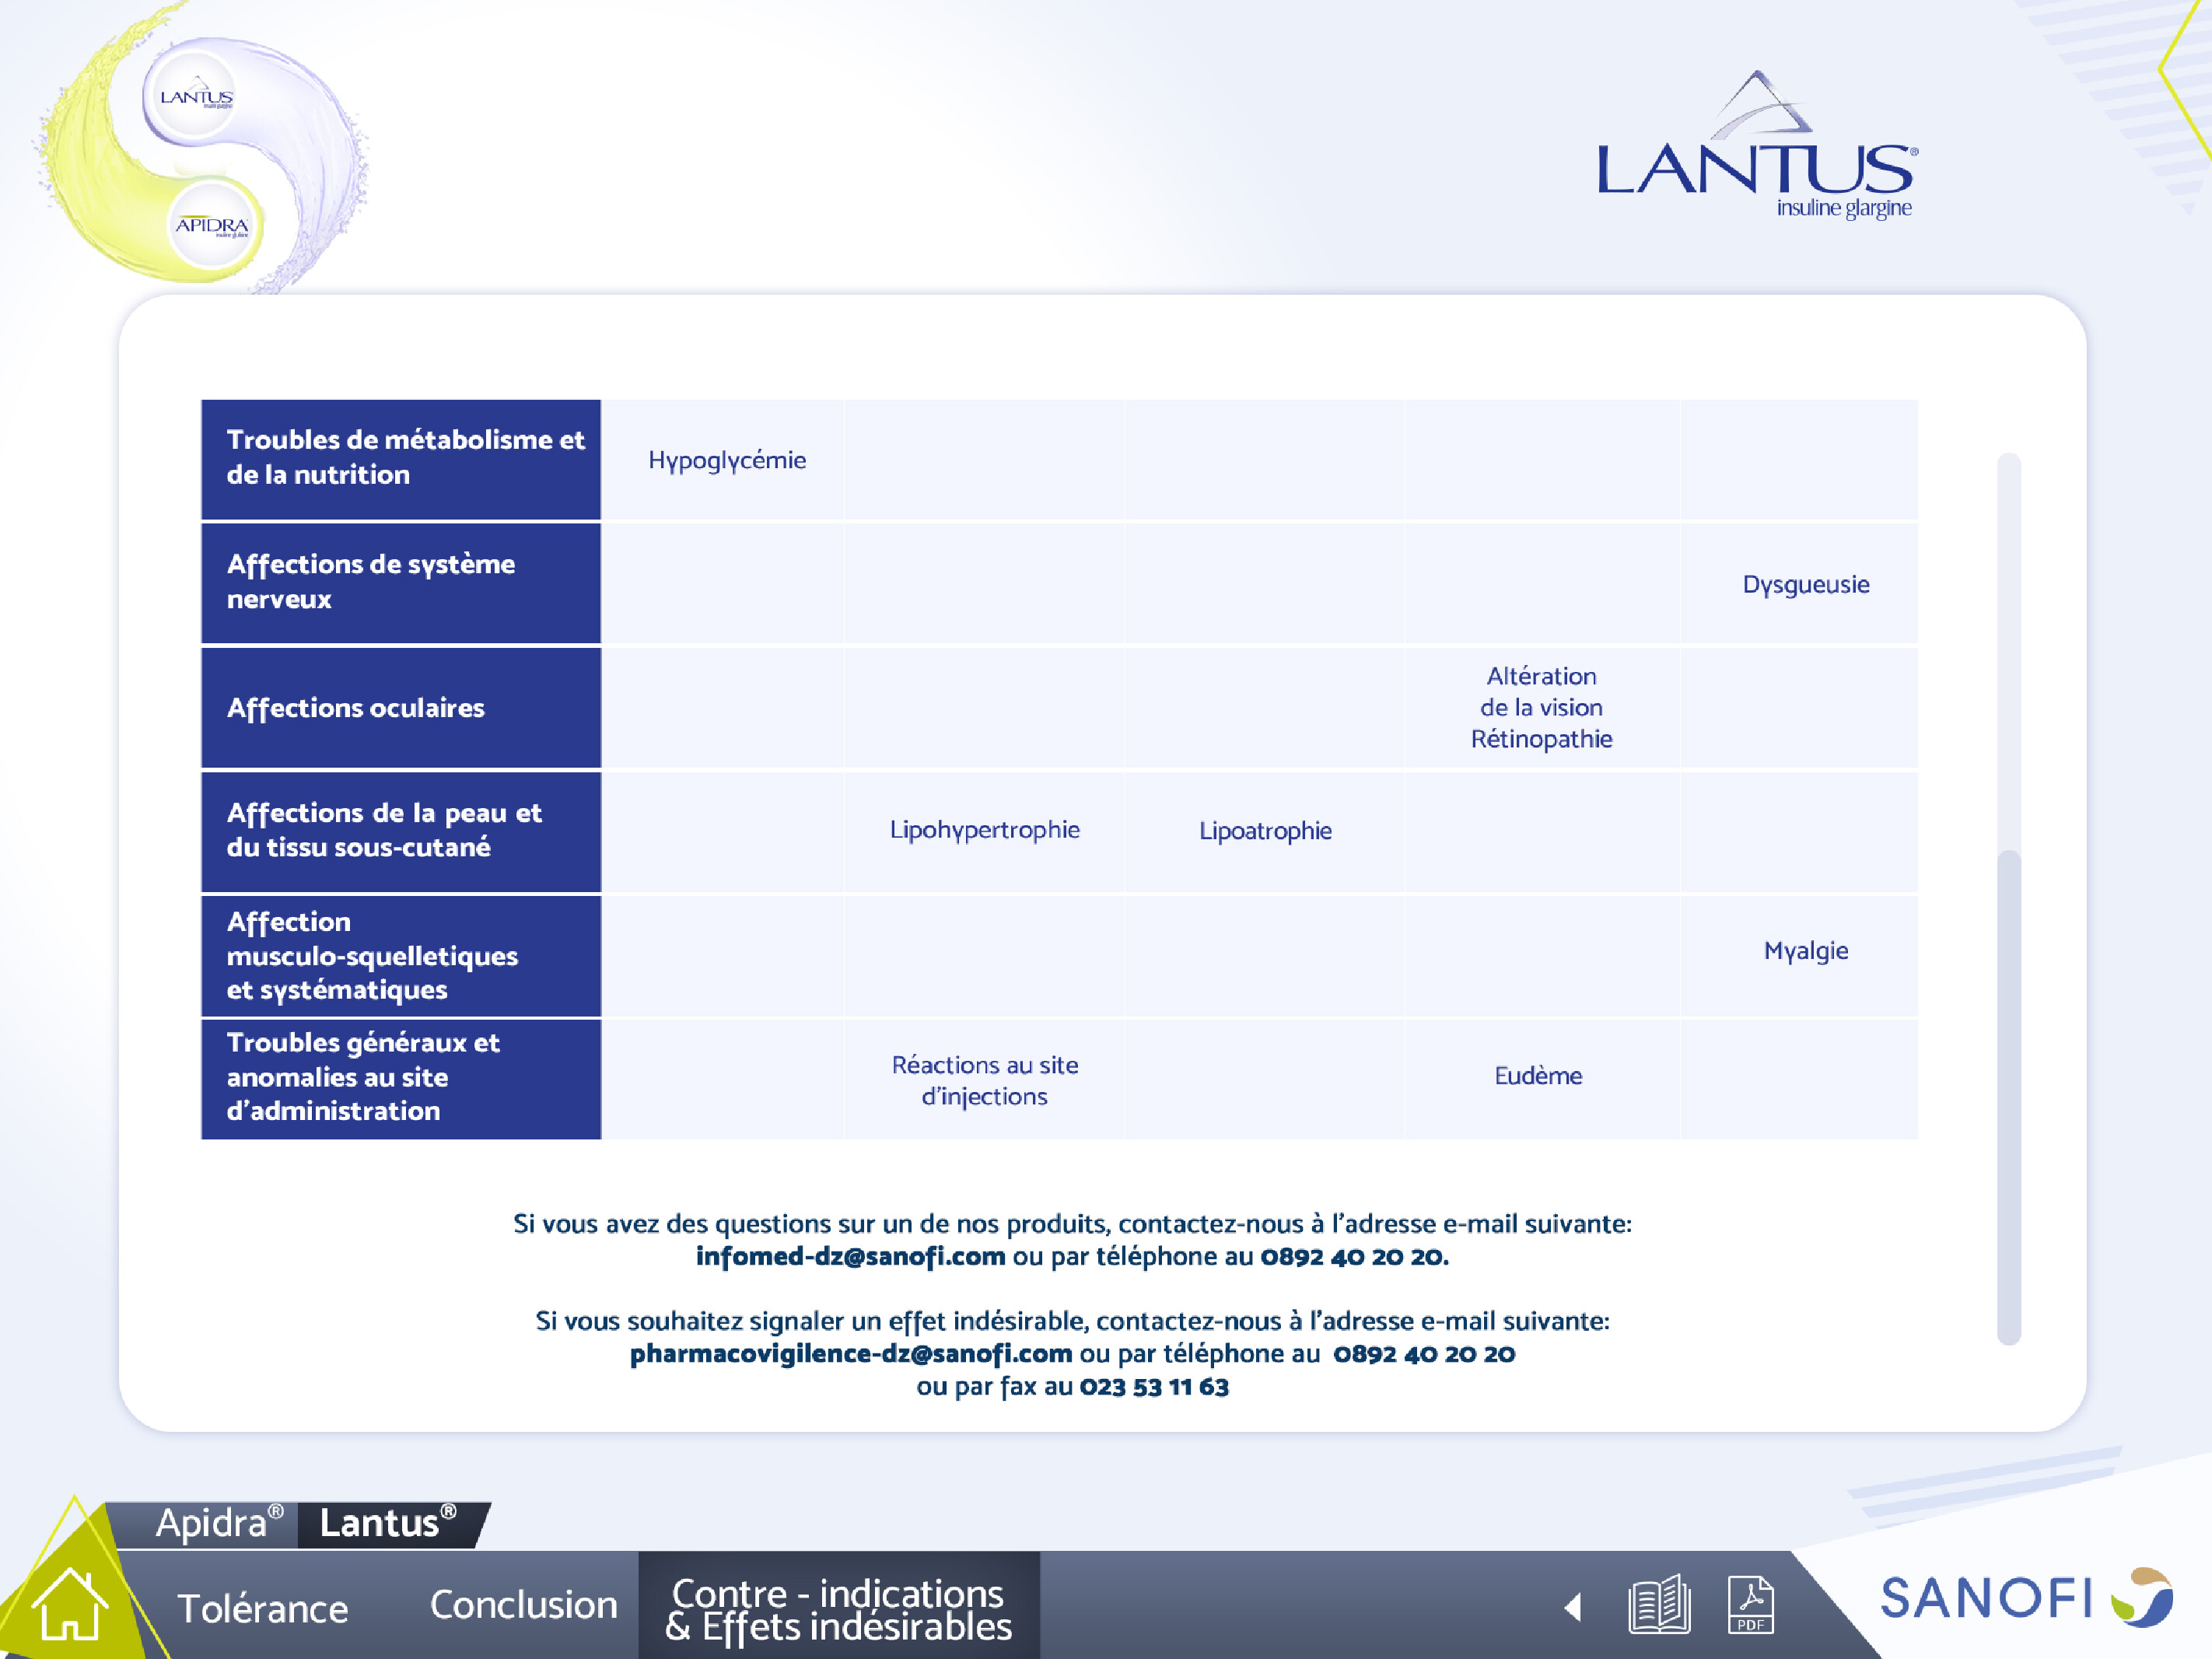 LANTUS
APIDRA
LANTUS®
insuline glargine
Troubles de métabolisme et
de la nutrition
Hypoglycémie
Affections de système
nerveux
Dysgueusie
Affections oculaires
Altération
de la vision
Rétinopathie
Affections de la peau et
du tissu sous-cutané
Lipohypertrophie
Lipoatrophie
Affection
musculo-squelletiques
et systématiques
Myalgie
Troubles généraux et
anomalies au site
d'administration
Réactions au site
d'injections
Eudème
Si vous avez des questions sur un de nos produits, contactez-nous à l'adresse e-mail suivante:
infomed-dz@sanofi.com ou par téléphone au 0892 40 20 20.
Si vous souhaitez signaler un effet indésirable, contactez-nous à l'adresse e-mail suivante:
pharmacovigilence-dz@sanofi.com ou par téléphone au 0892 40 20 20
ou par fax au 023 53 11 63
Apidra® Lantus®
Tolérance
Conclusion
Contre - indications
& Effets indésirables
PDF
SANOFI